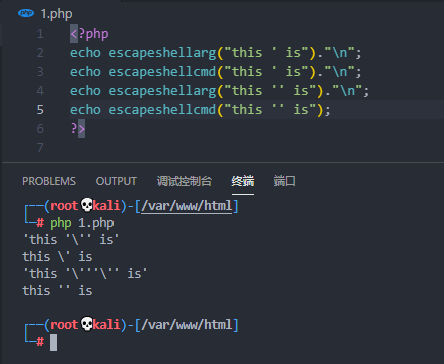 1.php
1 <?php
2 echo escapeshellarg("this ' is")."\n";
3 echo escapeshellcmd("this ' is")."\n";
4 echo escapeshellarg("this '' is")."\n";
5 echo escapeshellcmd("this '' is");
6 ?>
7
PROBLEMS OUTPUT 调试控制台 终端 端口
┌──(root💀kali)-[/var/www/html]
└─# php 1.php
'this '\'' is'
this \' is
'this '\'''\'' is'
this '' is
┌──(root💀kali)-[/var/www/html]
└─#